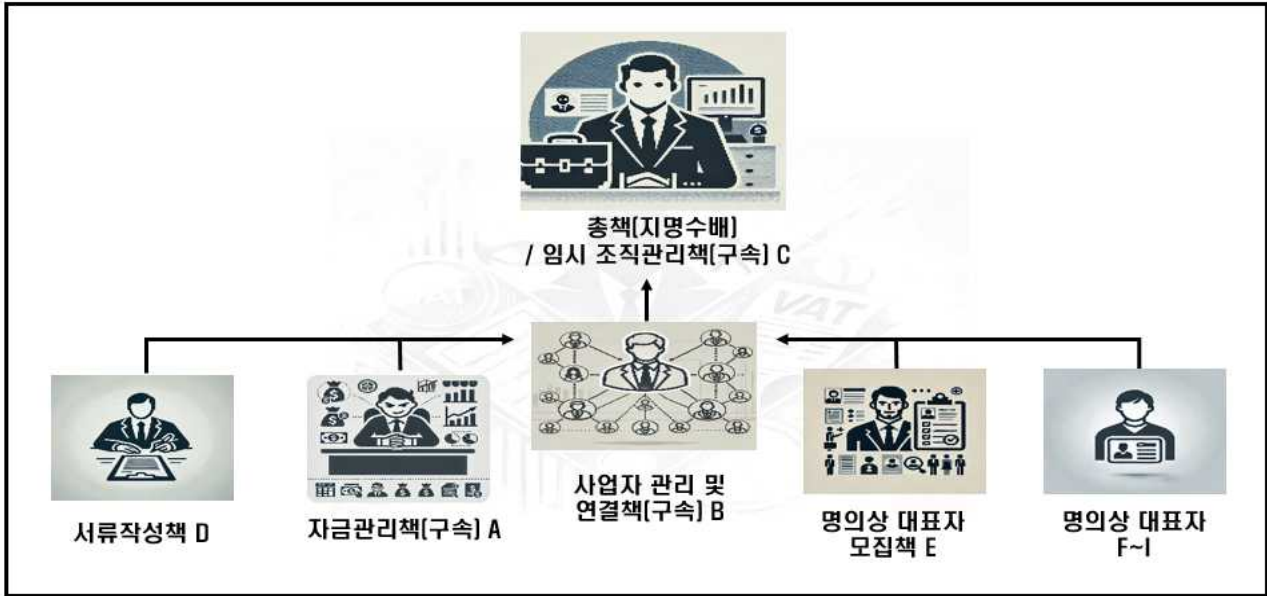 총책(지명수배)
/ 임시 조직관리책(구속) C
서류작성책 D
자금관리책(구속) A
사업자 관리 및
연결책(구속) B
명의상 대표자
모집책 E
명의상 대표자
F~I
VAT
VAT